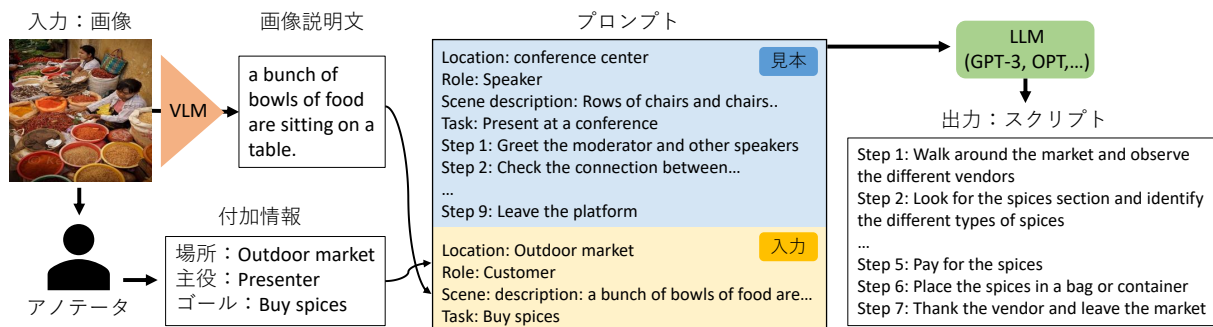 入力：画像
画像説明文
プロンプト
VLM
a bunch of
bowls of food
are sitting on a
table.
付加情報
場所：Outdoor market
主役：Presenter
ゴール： Buy spices
アノテータ
見本
Location: conference center
Role: Speaker
Scene description: Rows of chairs and chairs..
Task: Present at a conference
Step 1: Greet the moderator and other speakers
Step 2: Check the connection between…
…
Step 9: Leave the platform
入力
Location: Outdoor market
Role: Customer
Scene: description: a bunch of bowls of food are…
Task: Buy spices
LLM
(GPT-3, OPT,…)
出力：スクリプト
Step 1: Walk around the market and observe
the different vendors
Step 2: Look for the spices section and identify
the different types of spices
…
Step 5: Pay for the spices
Step 6: Place the spices in a bag or container
Step 7: Thank the vendor and leave the market